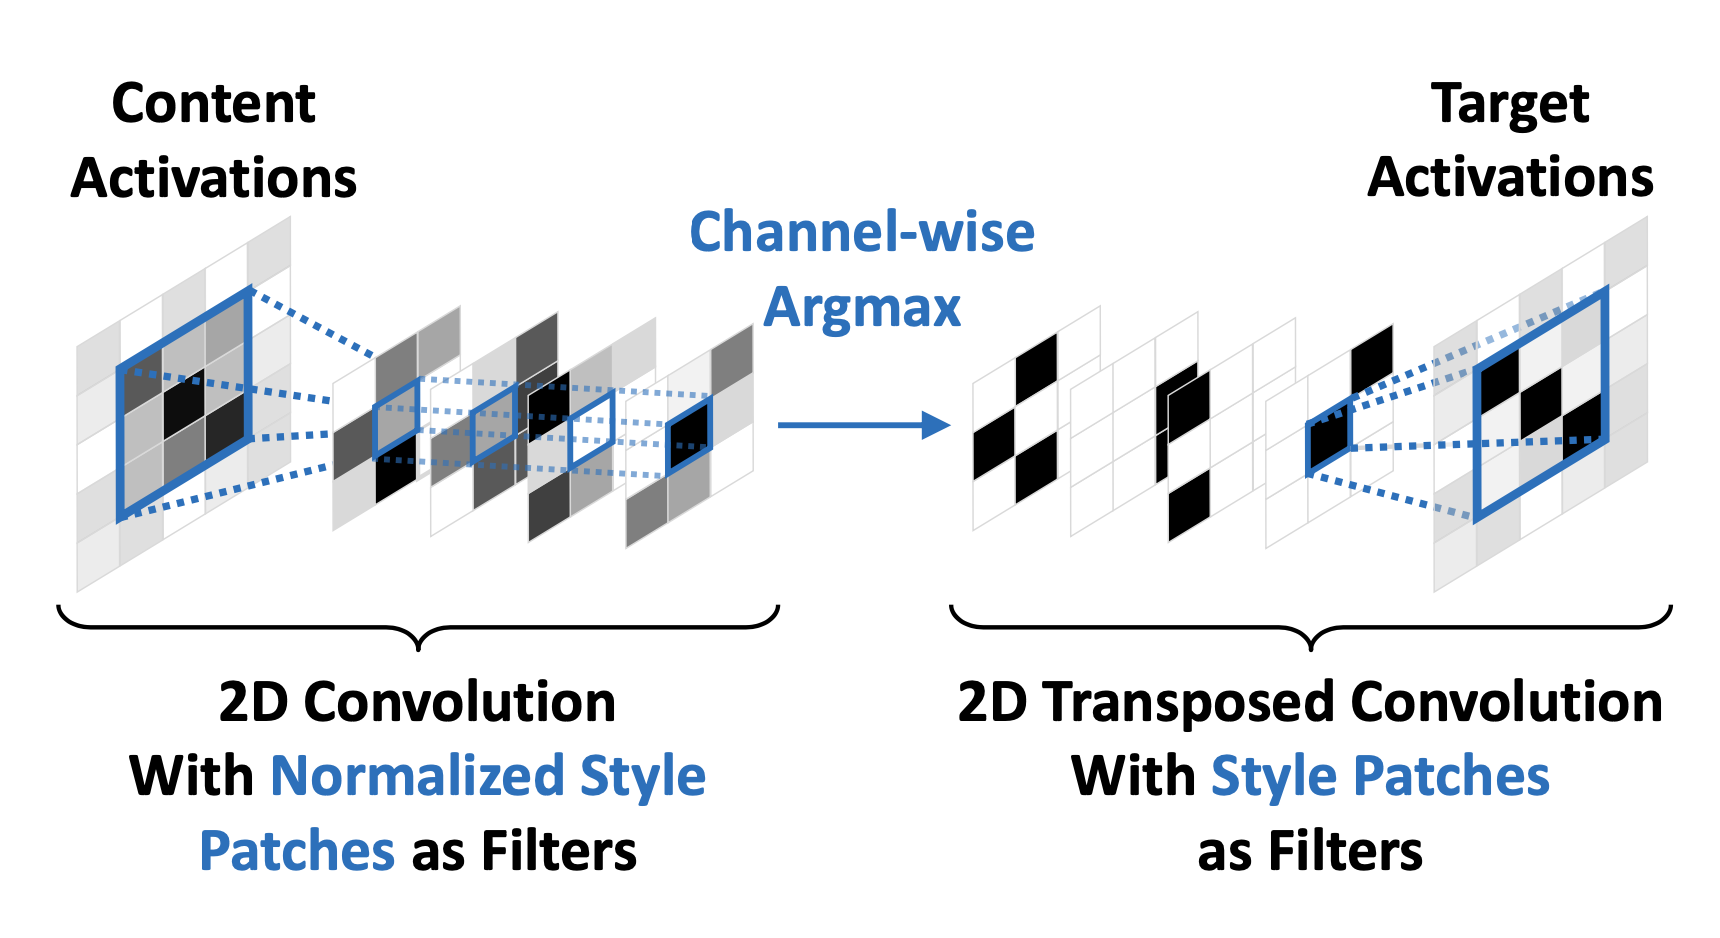 Content
Activations
Channel-wise
Argmax
Target
Activations
2D Convolution
With Normalized Style
Patches as Filters
2D Transposed Convolution
With Style Patches
as Filters